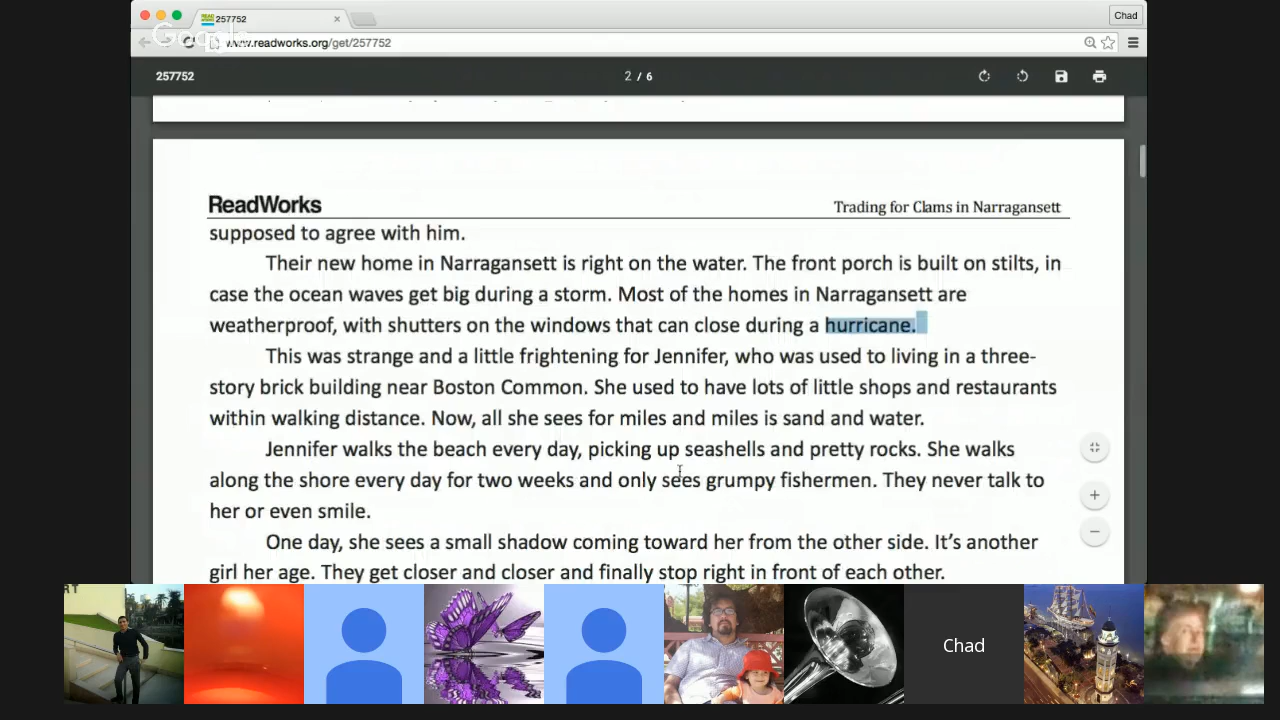 257752
Chad
Google
www.readworks.org/get/257752
257752
2 / 6
ReadWorks
Trading for Clams in Narragansett
supposed to agree with him.
Their new home in Narragansett is right on the water. The front porch is built on stilts, in
case the ocean waves get big during a storm. Most of the homes in Narragansett are
weatherproof, with shutters on the windows that can close during a hurricane.
This was strange and a little frightening for Jennifer, who was used to living in a three-
story brick building near Boston Common. She used to have lots of little shops and restaurants
within walking distance. Now, all she sees for miles and miles is sand and water.
Jennifer walks the beach every day, picking up seashells and pretty rocks. She walks
along the shore every day for two weeks and only sees grumpy fishermen. They never talk to
her or even smile.
One day, she sees a small shadow coming toward her from the other side. It’s another
girl her age. They get closer and closer and finally stop right in front of each other.
Chad